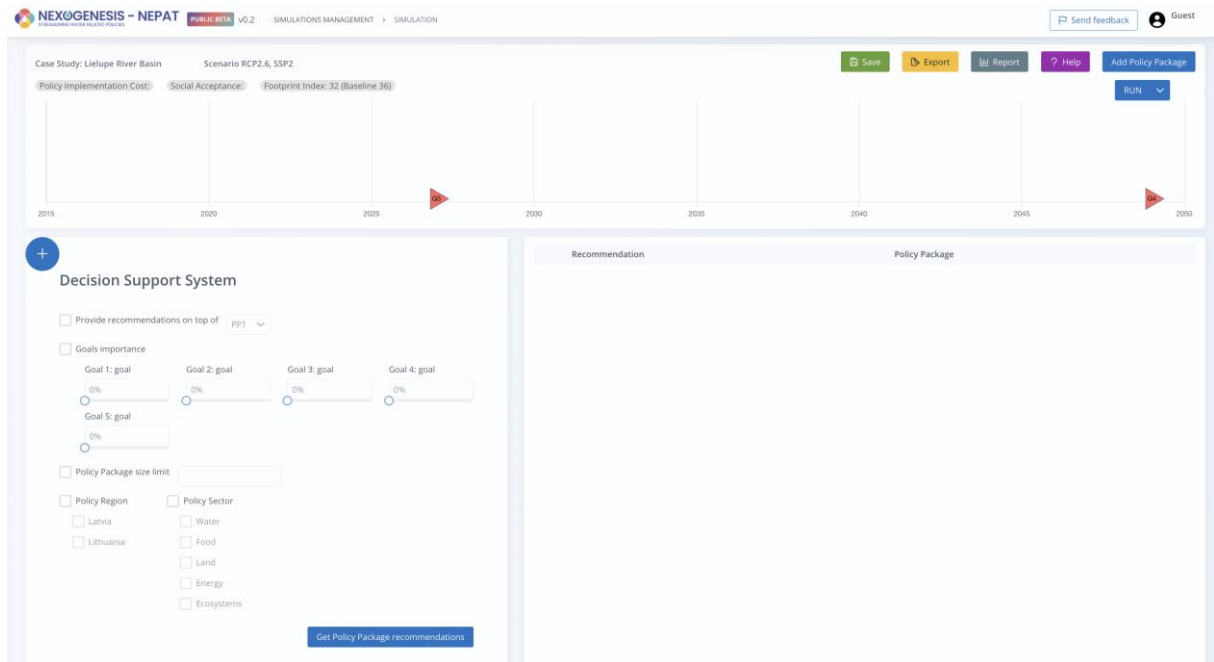 NEXOGENESIS - NEPAT PUBLIC BETA v0.2 SIMULATIONS MANAGEMENT > SIMULATION Send feedback Guest
STREAMLINING WATER RELATED POLICIES
Case Study: Lielupe River Basin Scenario RCP2.6, SSP2 Save Export Report ? Help Add Policy Package
Policy Implementation Cost: Social Acceptance: Footprint Index: 32 (Baseline 36) RUN
G5 G4
2015 2020 2025 2030 2035 2040 2045 2050
+
Decision Support System
Provide recommendations on top of PP1
Goals importance
Goal 1: goal Goal 2: goal Goal 3: goal Goal 4: goal
0% 0% 0% 0%
Goal 5: goal
0%
Policy Package size limit
Policy Region Policy Sector
Latvia Water
Lithuania Food
Land
Energy
Ecosystems
Get Policy Package recommendations
Recommendation Policy Package